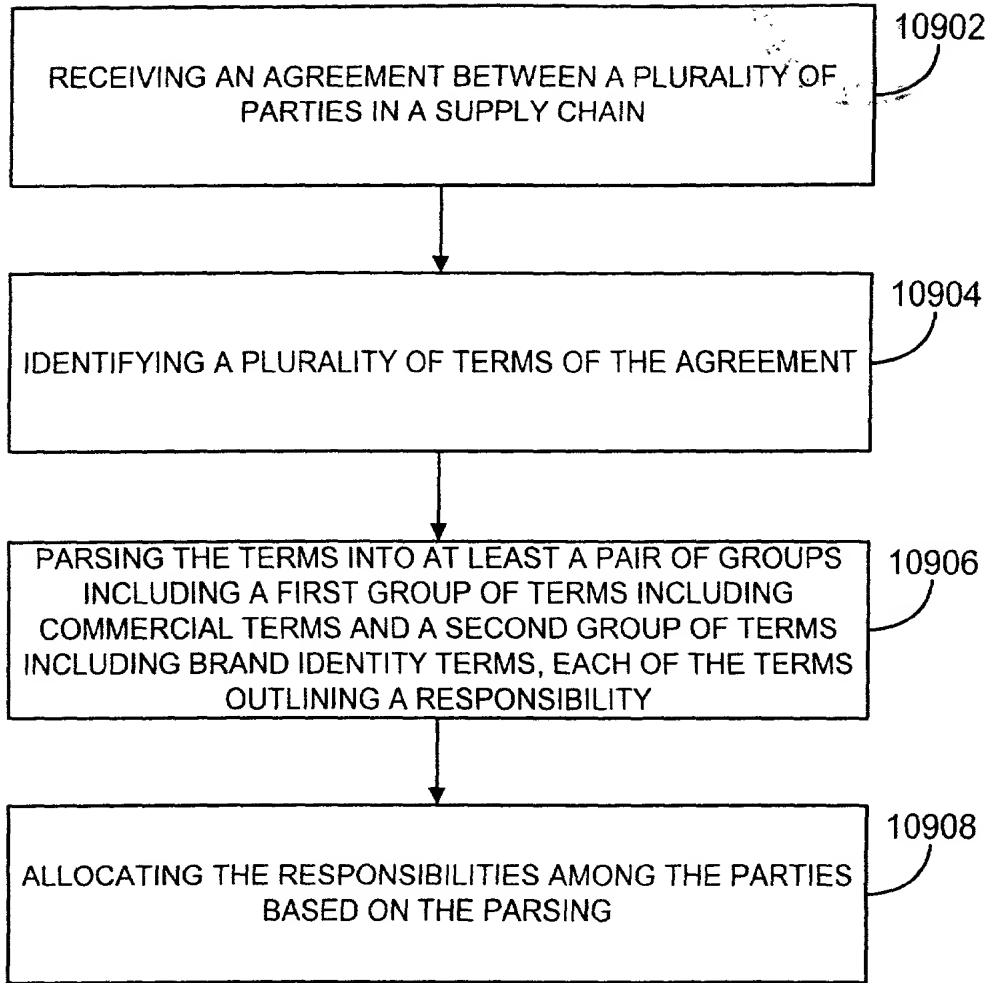 10902
RECEIVING AN AGREEMENT BETWEEN A PLURALITY OF
PARTIES IN A SUPPLY CHAIN
10904
IDENTIFYING A PLURALITY OF TERMS OF THE AGREEMENT
10906
PARSING THE TERMS INTO AT LEAST A PAIR OF GROUPS
INCLUDING A FIRST GROUP OF TERMS INCLUDING
COMMERCIAL TERMS AND A SECOND GROUP OF TERMS
INCLUDING BRAND IDENTITY TERMS, EACH OF THE TERMS
OUTLINING A RESPONSIBILITY
10908
ALLOCATING THE RESPONSIBILITIES AMONG THE PARTIES
BASED ON THE PARSING